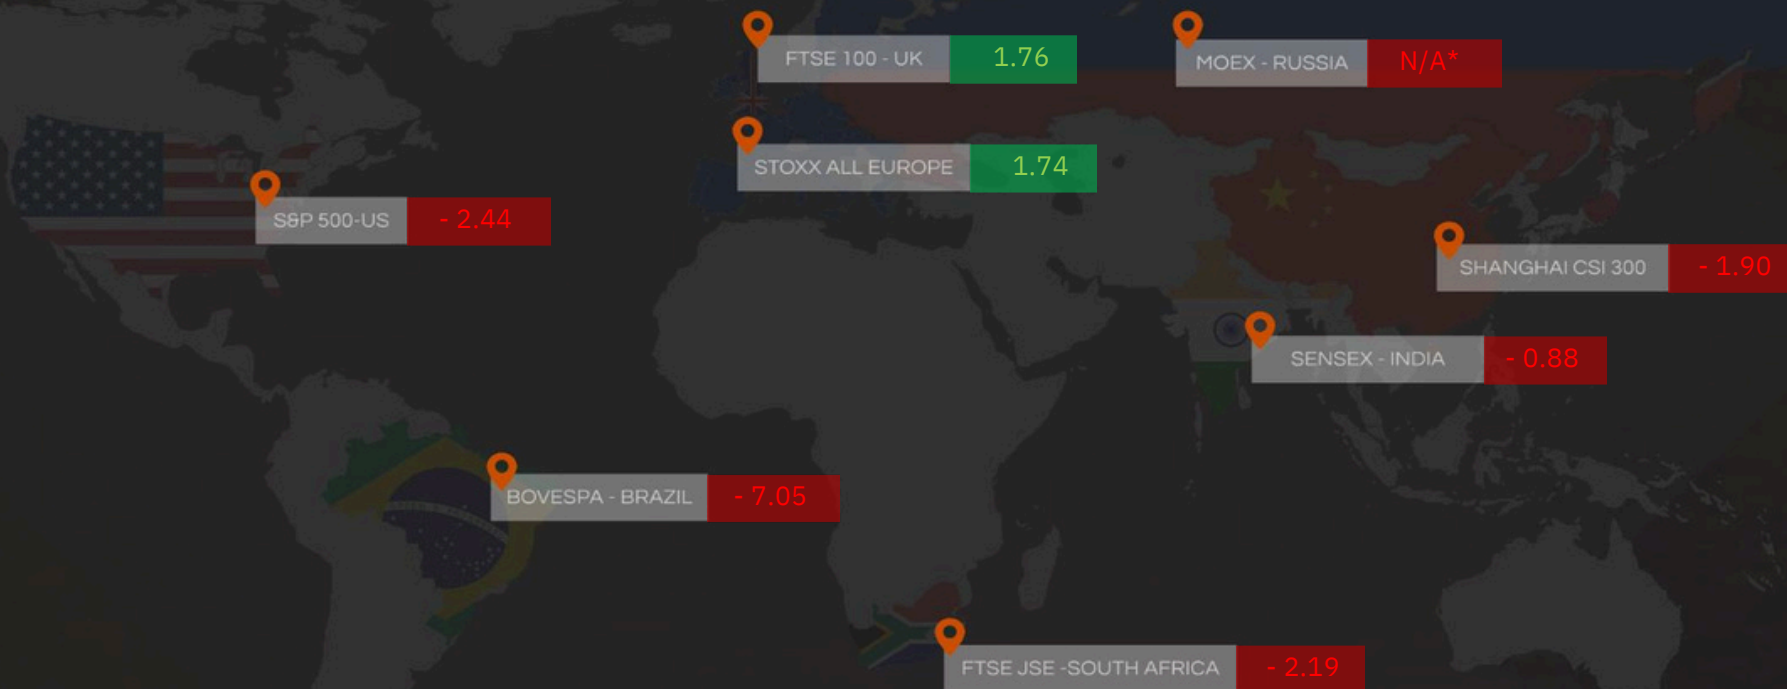 FTSE 100 - UK 1.76
MOEX - RUSSIA N/A*
STOXX ALL EUROPE 1.74
S&P 500-US - 2.44
SHANGHAI CSI 300 - 1.90
SENSEX - INDIA - 0.88
BOVESPA - BRAZIL - 7.05
FTSE JSE -SOUTH AFRICA - 2.19